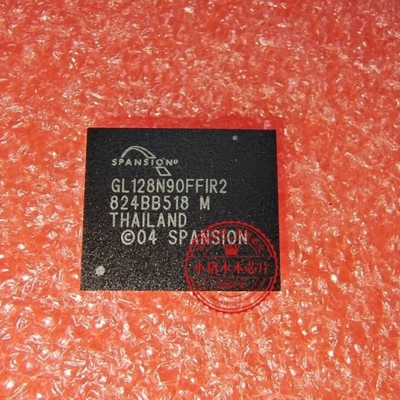 SPANSION
GL128N90FFIR2
824BB518 M
THAILAND
©04 SPANSION